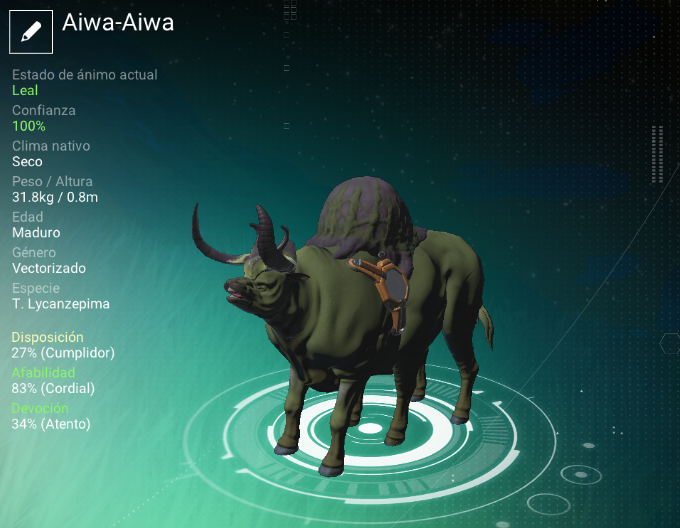 Aiwa-Aiwa
Estado de ánimo actual
Leal
Confianza
100%
Clima nativo
Seco
Peso / Altura
31.8kg / 0.8m
Edad
Maduro
Género
Vectorizado
Especie
T. Lycanzepima
Disposición
27% (Cumplidor)
Afabilidad
83% (Cordial)
Devoción
34% (Atento)